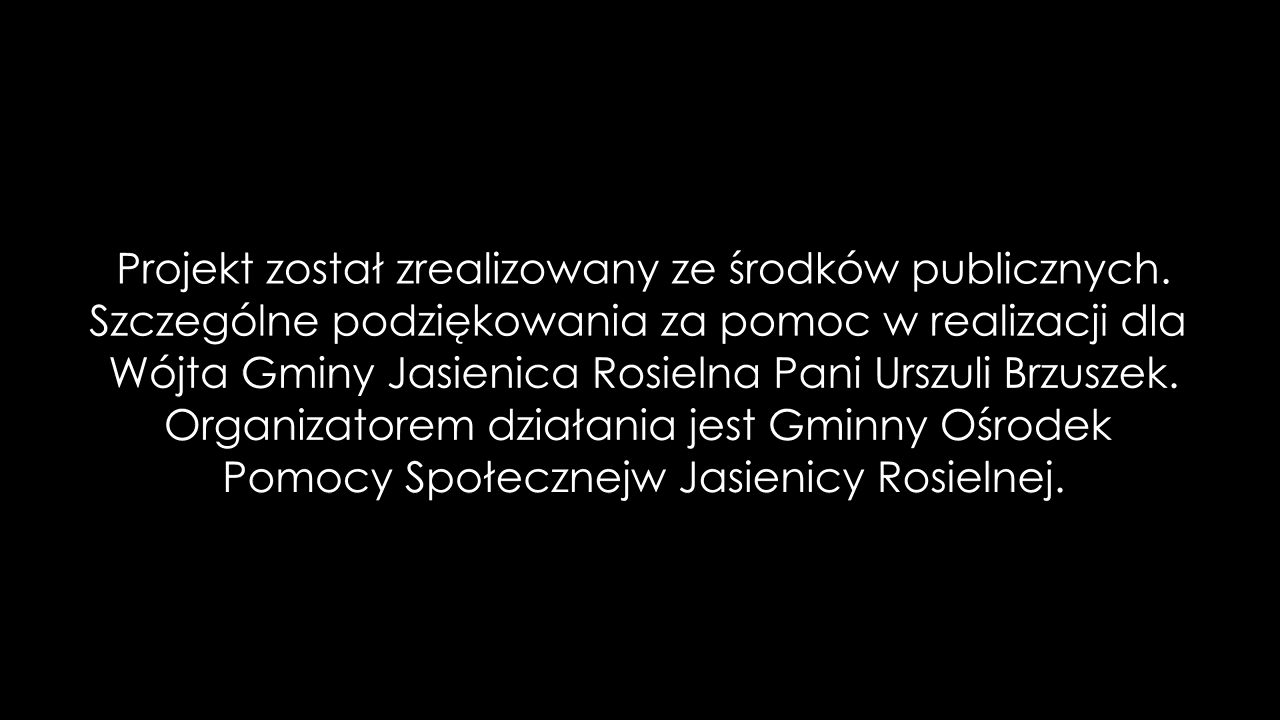 Projekt został zrealizowany ze środków publicznych.
Szczególne podziękowania za pomoc w realizacji dla
Wójta Gminy Jasienica Rosielna Pani Urszuli Brzuszek.
Organizatorem działania jest Gminny Ośrodek
Pomocy Społecznejw Jasienicy Rosielnej.